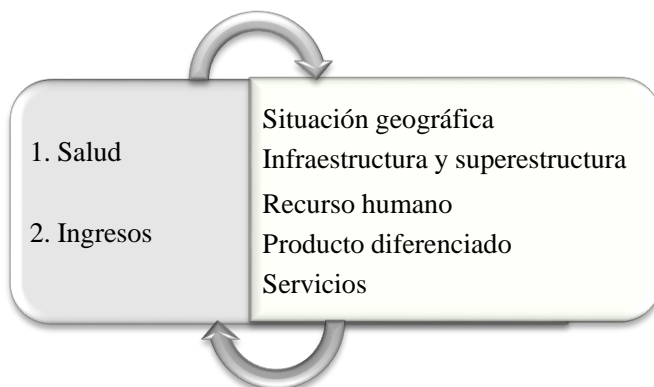 1. Salud
2. Ingresos
Situación geográfica
Infraestructura y superestructura
Recurso humano
Producto diferenciado
Servicios